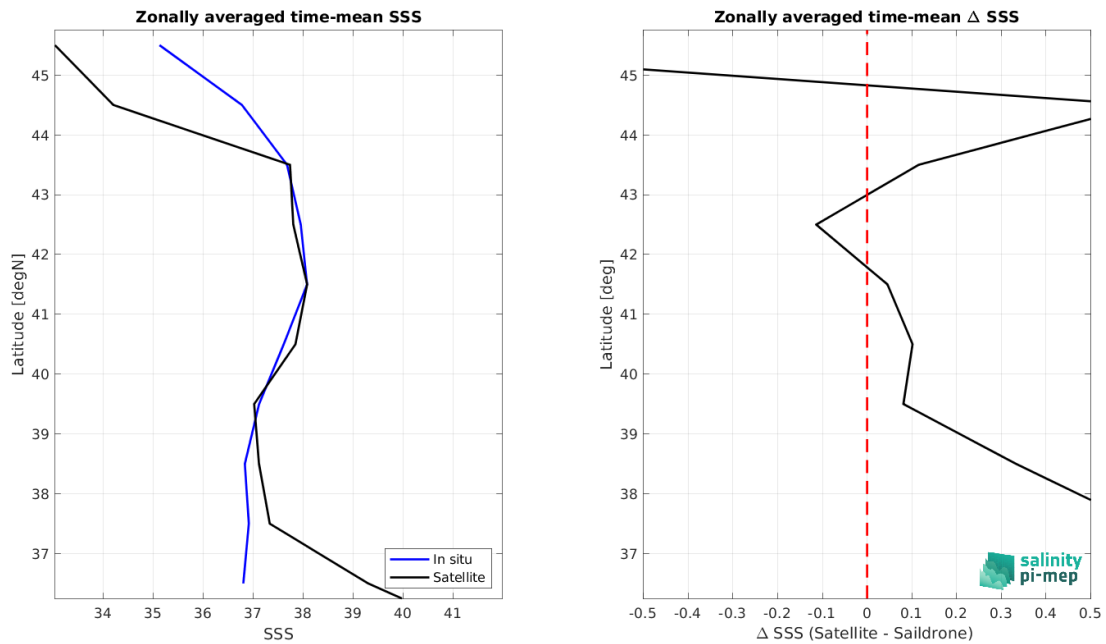 Zonally averaged time-mean SSS
45
44
43
42
41
40
39
38
37
Latitude [degN]
34 35 36 37 38 39 40 41
SSS
In situ
Satellite
Zonally averaged time-mean Δ SSS
45
44
43
42
41
40
39
38
37
Latitude [deg]
-0.5 -0.4 -0.3 -0.2 -0.1 0 0.1 0.2 0.3 0.4 0.5
Δ SSS (Satellite - Saildrone)
salinity
pi-mep